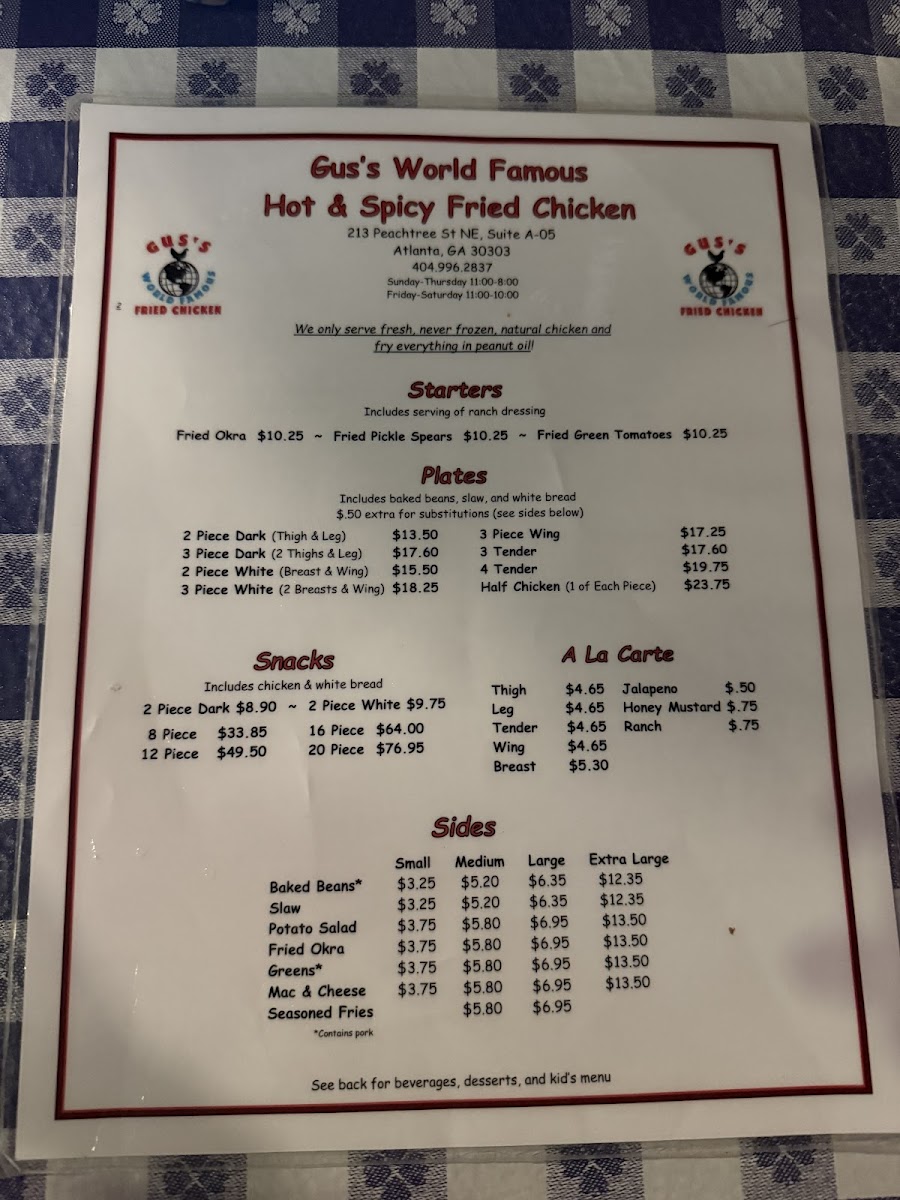 Gus's World Famous
Hot & Spicy Fried Chicken
213 Peachtree St NE, Suite A-05
Atlanta, GA 30303
404.996.2837
Sunday-Thursday 11:00-8:00
Friday-Saturday 11:00-10:00
GUS'S
WORLD FAMOUS
FRIED CHICKEN
GUS'S
WORLD FAMOUS
FRIED CHICKEN
2
We only serve fresh, never frozen, natural chicken and
fry everything in peanut oil!
Starters
Includes serving of ranch dressing
Fried Okra $10.25 ~ Fried Pickle Spears $10.25 ~ Fried Green Tomatoes $10.25
Plates
Includes baked beans, slaw, and white bread
$.50 extra for substitutions (see sides below)
2 Piece Dark (Thigh & Leg) $13.50 3 Piece Wing $17.25
3 Piece Dark (2 Thighs & Leg) $17.60 3 Tender $17.60
2 Piece White (Breast & Wing) $15.50 4 Tender $19.75
3 Piece White (2 Breasts & Wing) $18.25 Half Chicken (1 of Each Piece) $23.75
Snacks
Includes chicken & white bread
2 Piece Dark $8.90 ~ 2 Piece White $9.75
8 Piece $33.85 16 Piece $64.00
12 Piece $49.50 20 Piece $76.95
A La Carte
Thigh $4.65 Jalapeno $.50
Leg $4.65 Honey Mustard $.75
Tender $4.65 Ranch $.75
Wing $4.65
Breast $5.30
Sides
Small Medium Large Extra Large
Baked Beans* $3.25 $5.20 $6.35 $12.35
Slaw $3.25 $5.20 $6.35 $12.35
Potato Salad $3.75 $5.80 $6.95 $13.50
Fried Okra $3.75 $5.80 $6.95 $13.50
Greens* $3.75 $5.80 $6.95 $13.50
Mac & Cheese $3.75 $5.80 $6.95 $13.50
Seasoned Fries $5.80 $6.95
*Contains pork
See back for beverages, desserts, and kid's menu